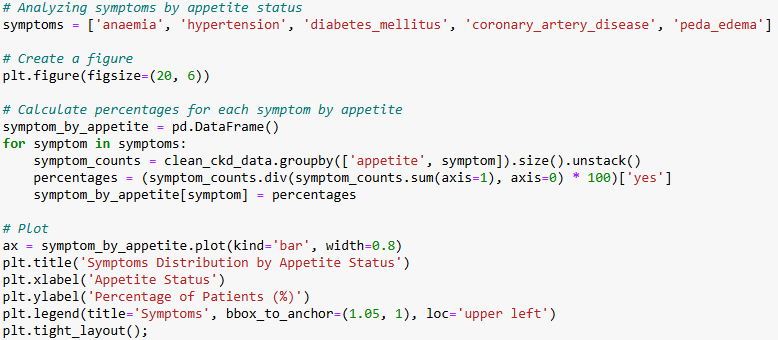 # Analyzing symptoms by appetite status
symptoms = ['anaemia', 'hypertension', 'diabetes_mellitus', 'coronary_artery_disease', 'peda_edema']

# Create a figure
plt.figure(figsize=(20, 6))

# Calculate percentages for each symptom by appetite
symptom_by_appetite = pd.DataFrame()
for symptom in symptoms:
    symptom_counts = clean_ckd_data.groupby(['appetite', symptom]).size().unstack()
    percentages = (symptom_counts.div(symptom_counts.sum(axis=1), axis=0) * 100)['yes']
    symptom_by_appetite[symptom] = percentages

# Plot
ax = symptom_by_appetite.plot(kind='bar', width=0.8)
plt.title('Symptoms Distribution by Appetite Status')
plt.xlabel('Appetite Status')
plt.ylabel('Percentage of Patients (%)')
plt.legend(title='Symptoms', bbox_to_anchor=(1.05, 1), loc='upper left')
plt.tight_layout();